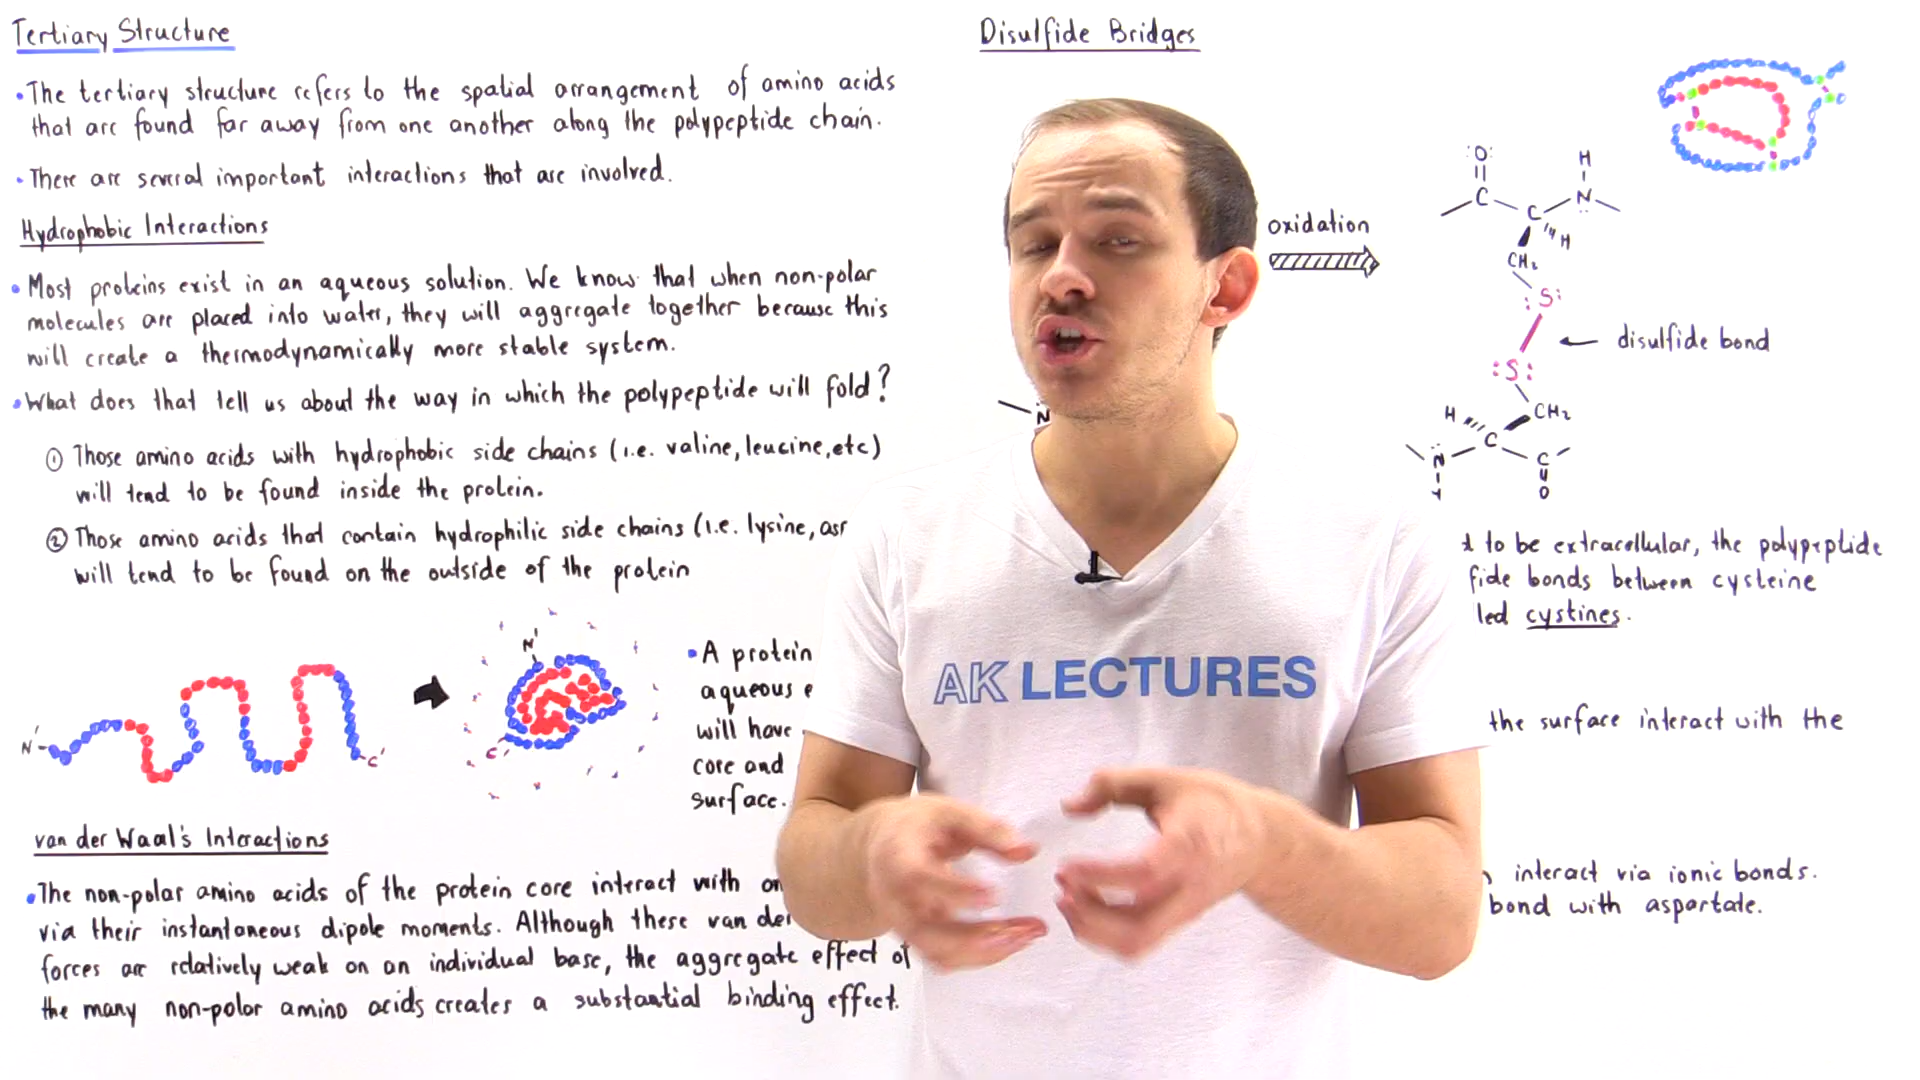 Tertiary Structure
• The tertiary structure refers to the spatial arrangement of amino acids
that are found far away from one another along the polypeptide chain.
• There are several important interactions that are involved.
Hydrophobic Interactions
• Most proteins exist in an aqueous solution. We know that when non-polar
molecules are placed into water, they will aggregate together because this
will create a thermodynamically more stable system.
• What does that tell us about the way in which the polypeptide will fold?
① Those amino acids with hydrophobic side chains (i.e. valine, leucine, etc)
will tend to be found inside the protein.
② Those amino acids that contain hydrophilic side chains (i.e. lysine,
will tend to be found on the outside of the protein
N'
C'
N'
C'
• A protein
aqueous
will have
core and
surface.
van der Waal's Interactions
• The non-polar amino acids of the protein core interact with
via their instantaneous dipole moments. Although these van der
forces are relatively weak on an individual base, the aggregate effect of
the many non-polar amino acids creates a substantial binding effect.
Disulfide Bridges
N
oxidation
:O:
H
C
C
N
H
CH₂
:S:
:S:
disulfide bond
H
CH₂
C
N
C
H
O
to be extracellular, the polypeptide
fide bonds between cysteine
led cystines.
the surface interact with the
interact via ionic bonds.
bond with aspartate.
AK LECTURES